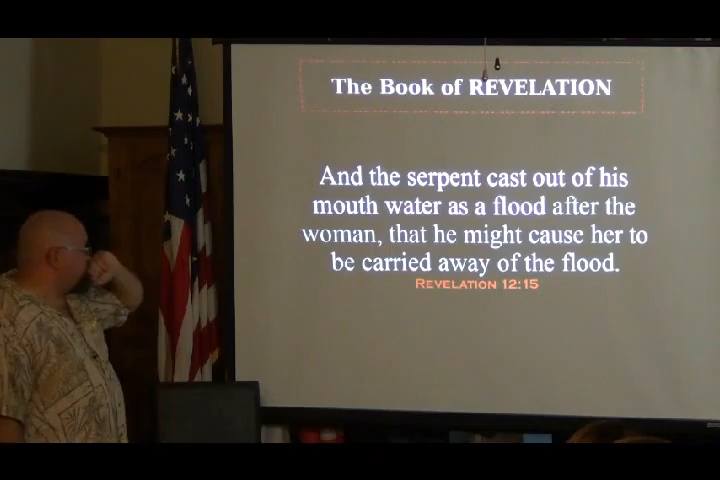 The Book of REVELATION
And the serpent cast out of his
mouth water as a flood after the
woman, that he might cause her to
be carried away of the flood.
REVELATION 12:15